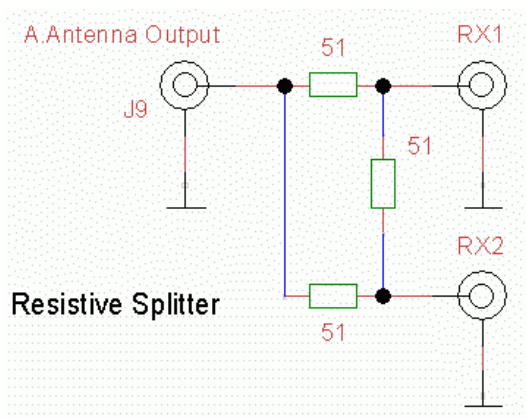 A.Antenna Output
51
RX1
J9
51
RX2
Resistive Splitter
51